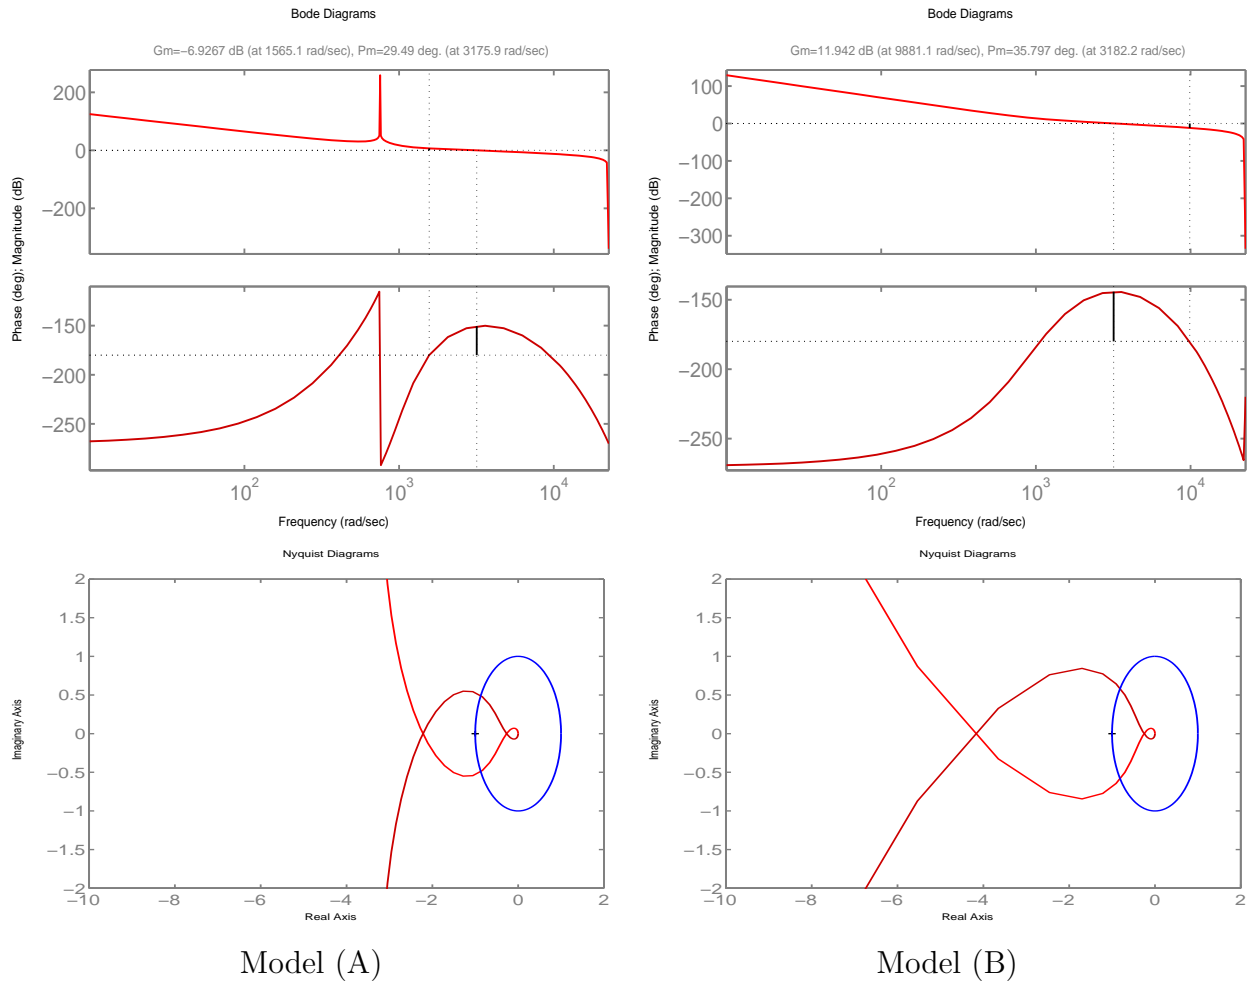 Bode Diagrams
Gm=−6.9267 dB (at 1565.1 rad/sec), Pm=29.49 deg. (at 3175.9 rad/sec)
200
0
−200
Phase (deg); Magnitude (dB)
−150
−200
−250
10^2
10^3
10^4
Frequency (rad/sec)
Nyquist Diagrams
2
1.5
1
0.5
0
−0.5
−1
−1.5
−2
Imaginary Axis
−10 −8 −6 −4 −2 0 2
Real Axis
Model (A)
Bode Diagrams
Gm=11.942 dB (at 9881.1 rad/sec), Pm=35.797 deg. (at 3182.2 rad/sec)
100
0
−100
−200
−300
Phase (deg); Magnitude (dB)
−150
−200
−250
10^2
10^3
10^4
Frequency (rad/sec)
Nyquist Diagrams
2
1.5
1
0.5
0
−0.5
−1
−1.5
−2
Imaginary Axis
−10 −8 −6 −4 −2 0 2
Real Axis
Model (B)